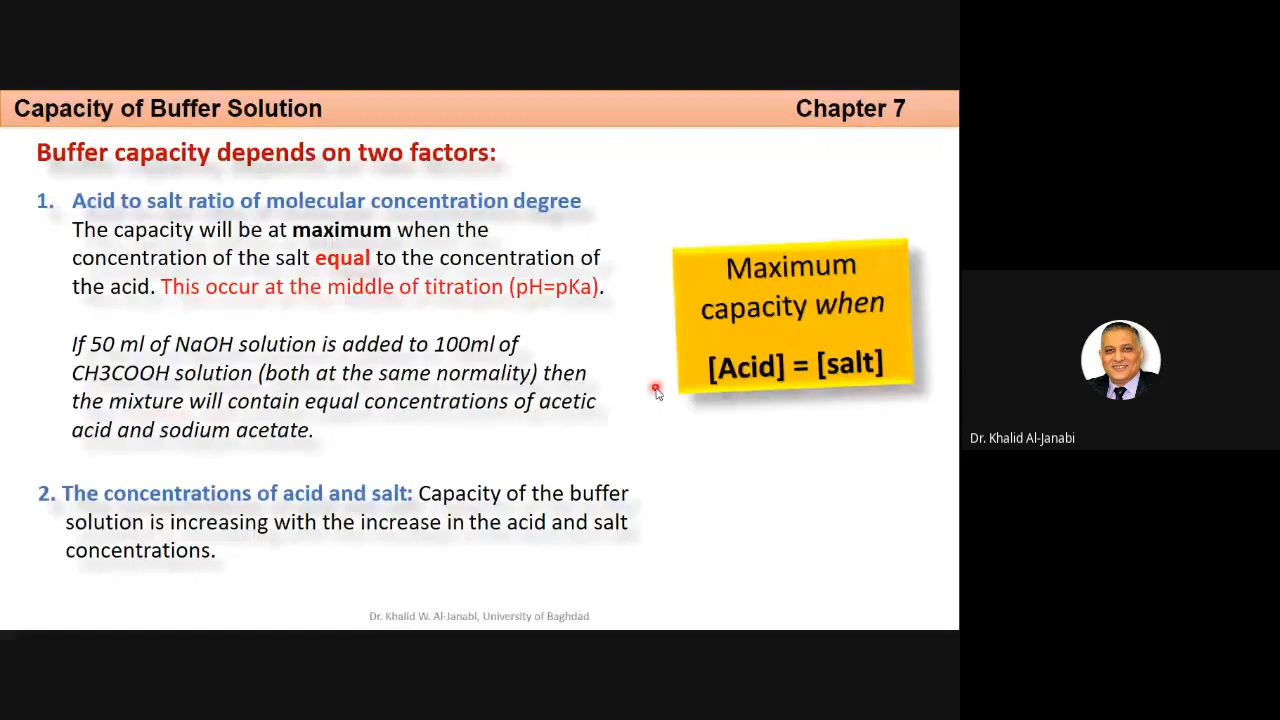 Capacity of Buffer Solution
Chapter 7
Buffer capacity depends on two factors:
1. Acid to salt ratio of molecular concentration degree
The capacity will be at maximum when the
concentration of the salt equal to the concentration of
the acid. This occur at the middle of titration (pH=pKa).
If 50 ml of NaOH solution is added to 100ml of
CH3COOH solution (both at the same normality) then
the mixture will contain equal concentrations of acetic
acid and sodium acetate.
2. The concentrations of acid and salt: Capacity of the buffer
solution is increasing with the increase in the acid and salt
concentrations.
Maximum
capacity when
[Acid] = [salt]
Dr. Khalid W. Al-Janabi, University of Baghdad
Dr. Khalid Al-Janabi